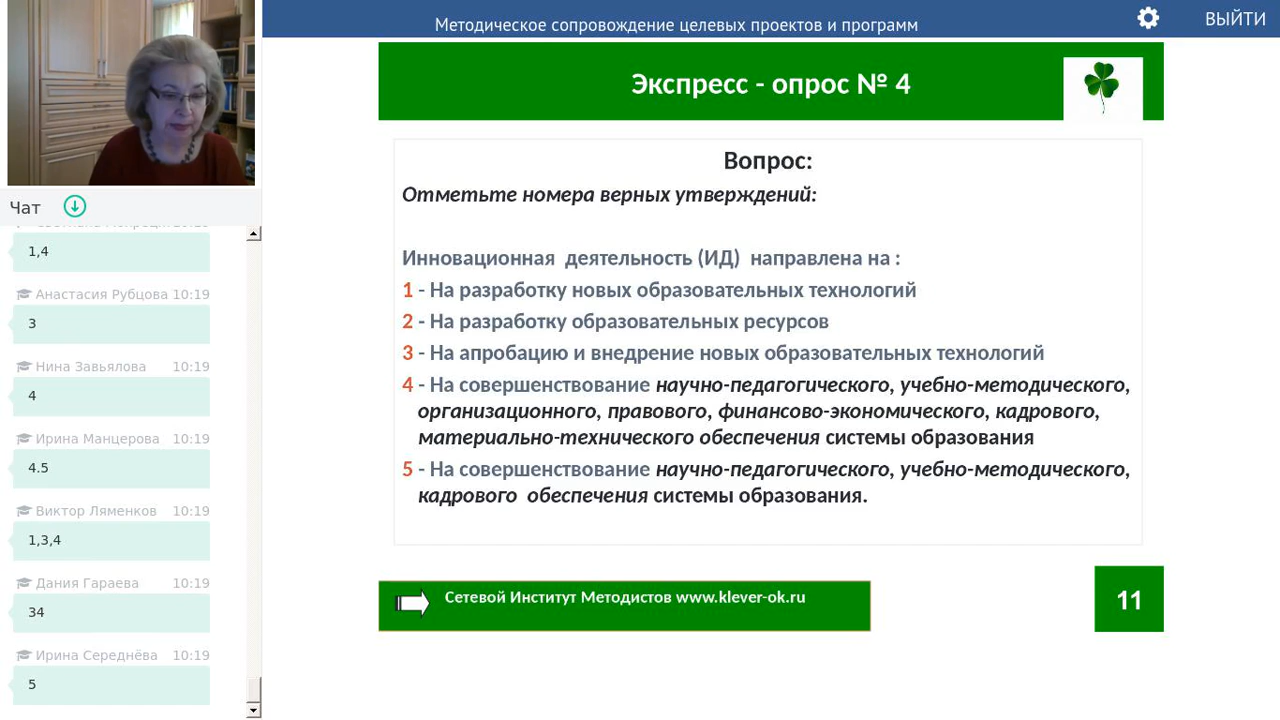 Методическое сопровождение целевых проектов и программ
ВЫЙТИ
Экспресс - опрос № 4
Вопрос:
Отметьте номера верных утверждений:
Инновационная деятельность (ИД) направлена на :
1 - На разработку новых образовательных технологий
2 - На разработку образовательных ресурсов
3 - На апробацию и внедрение новых образовательных технологий
4 - На совершенствование научно-педагогического, учебно-методического,
организационного, правового, финансово-экономического, кадрового,
материально-технического обеспечения системы образования
5 - На совершенствование научно-педагогического, учебно-методического,
кадрового обеспечения системы образования.
Сетевой Институт Методистов www.klever-ok.ru
11
Чат
1,4
Анастасия Рубцова 10:19
3
Нина Завьялова 10:19
4
Ирина Манцерова 10:19
4.5
Виктор Ляменков 10:19
1,3,4
Дания Гараева 10:19
34
Ирина Середнёва 10:19
5